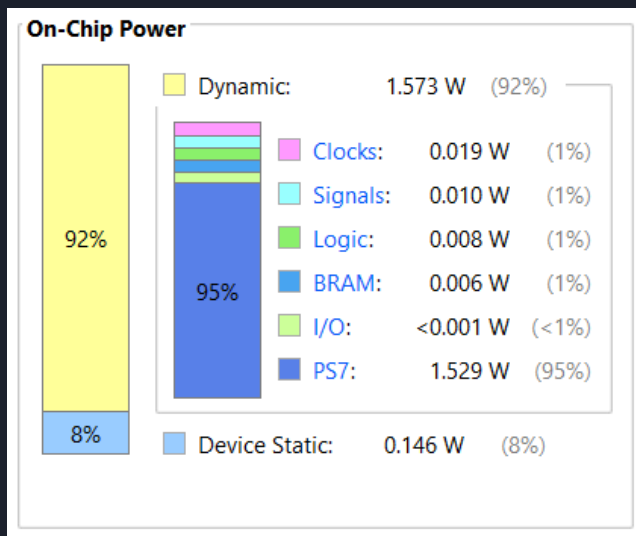 On-Chip Power
Dynamic: 1.573 W (92%)
Clocks: 0.019 W (1%)
Signals: 0.010 W (1%)
92% Logic: 0.008 W (1%)
95% BRAM: 0.006 W (1%)
I/O: <0.001 W (<1%)
PS7: 1.529 W (95%)
8% Device Static: 0.146 W (8%)